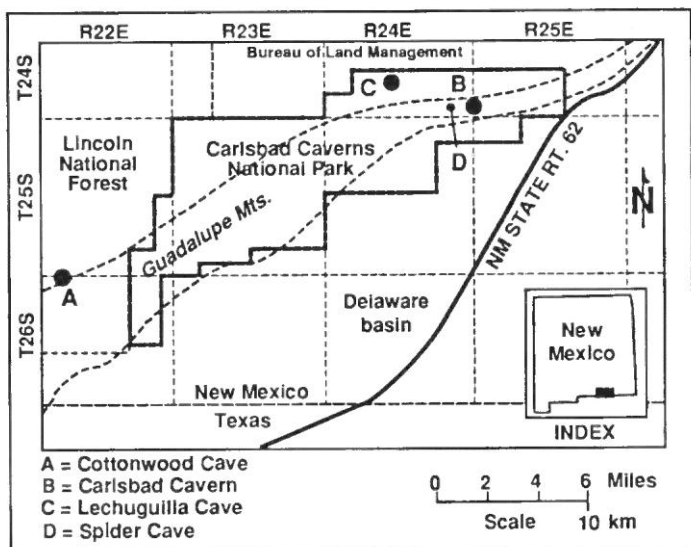 R22E R23E R24E R25E
Bureau of Land Management
T24S
C B
Lincoln
National
Forest
Carlsbad Caverns
National Park
D
T25S
Guadalupe Mts.
NM STATE RT. 62
N
A
T26S
Delaware
basin
New
Mexico
New Mexico
Texas
INDEX
A = Cottonwood Cave
B = Carlsbad Cavern
C = Lechuguilla Cave
D = Spider Cave
0 2 4 6 Miles
Scale 10 km